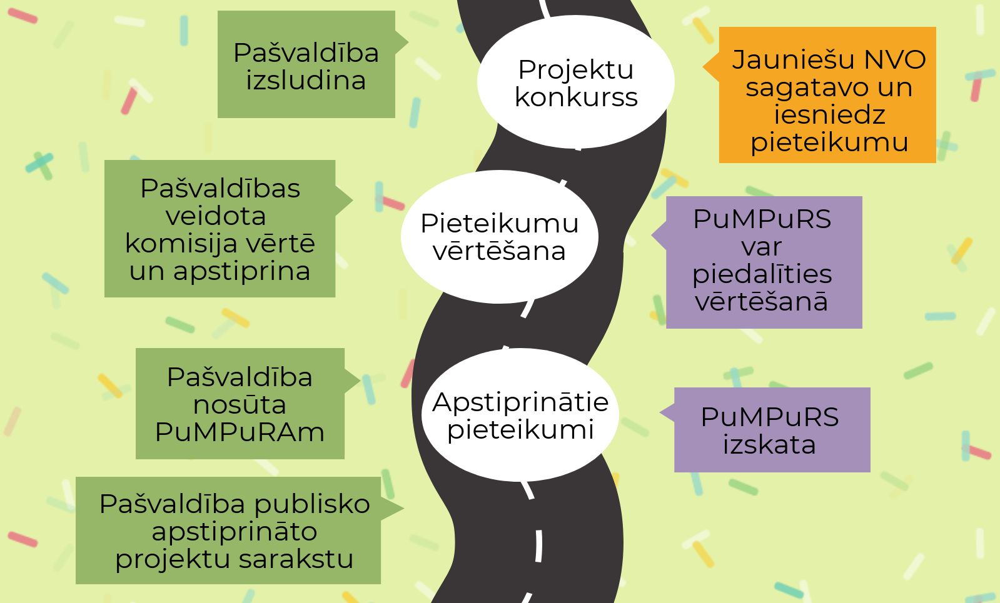 Pašvaldība
izsludina
Projektu
konkurss
Jauniešu NVO
sagatavo un
iesniedz
pieteikumu
Pašvaldības
veidota
komisija vērtē
un apstiprina
Pieteikumu
vērtēšana
PuMPuRS
var
piedalīties
vērtēšanā
Pašvaldība
nosūta
PuMPuRAm
Apstiprinātie
pieteikumi
PuMPuRS
izskata
Pašvaldība publisko
apstiprināto
projektu sarakstu